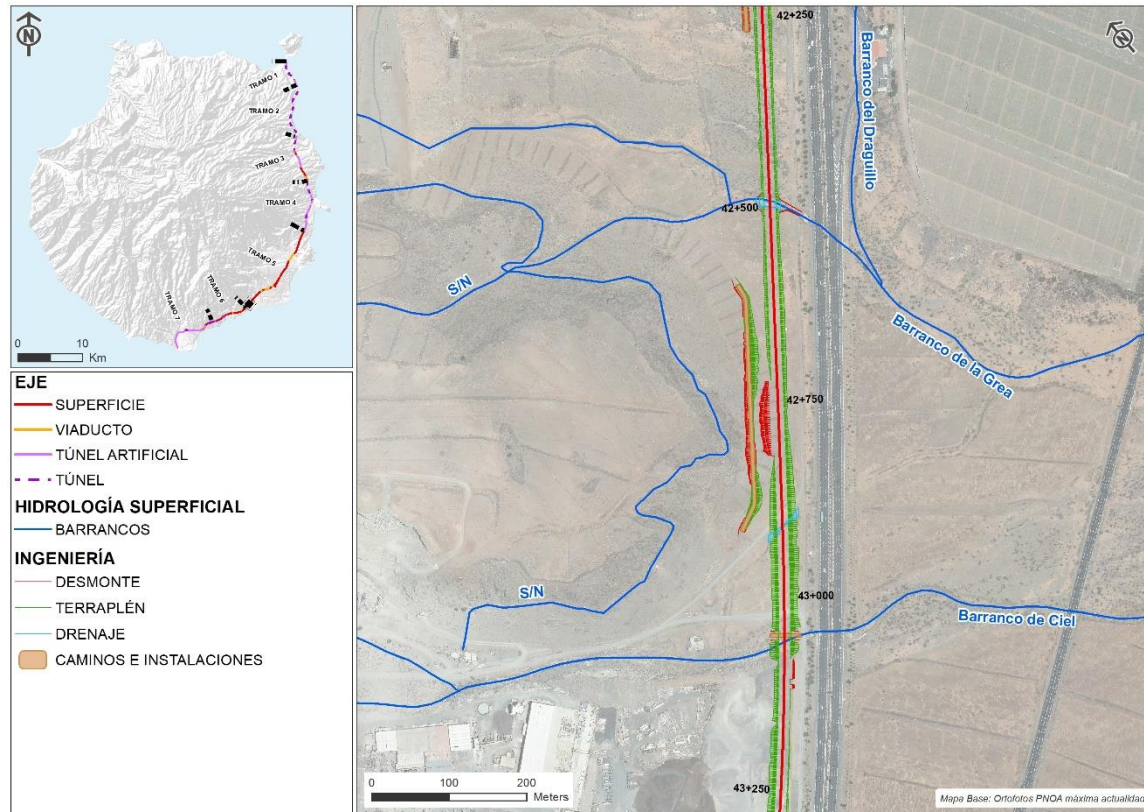 N
TRAMO 1
TRAMO 2
TRAMO 3
TRAMO 4
TRAMO 5
TRAMO 6
TRAMO 7
0 10
Km
EJE
SUPERFICIE
VIADUCTO
TÚNEL ARTIFICIAL
TÚNEL
HIDROLOGÍA SUPERFICIAL
BARRANCOS
INGENIERÍA
DESMONTE
TERRAPLÉN
DRENAJE
CAMINOS E INSTALACIONES
42+250
N
Barranco del Draguillo
42+500
S/N
Barranco de la Grea
42+750
S/N
43+000
Barranco de Ciel
43+250
0 100 200
Meters
Mapa Base: Ortofotos PNOA máxima actualidad